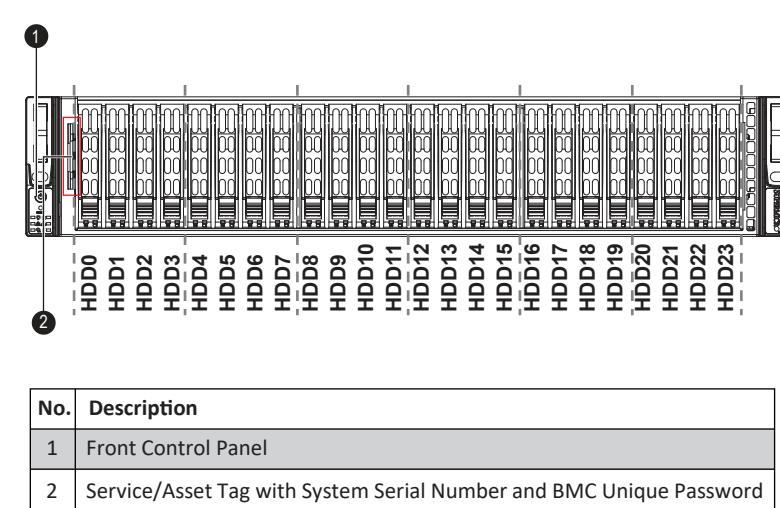 1
2
HDD0 HDD1 HDD2 HDD3 HDD4 HDD5 HDD6 HDD7 HDD8 HDD9 HDD10 HDD11 HDD12 HDD13 HDD14 HDD15 HDD16 HDD17 HDD18 HDD19 HDD20 HDD21 HDD22 HDD23
No. Description
1 Front Control Panel
2 Service/Asset Tag with System Serial Number and BMC Unique Password